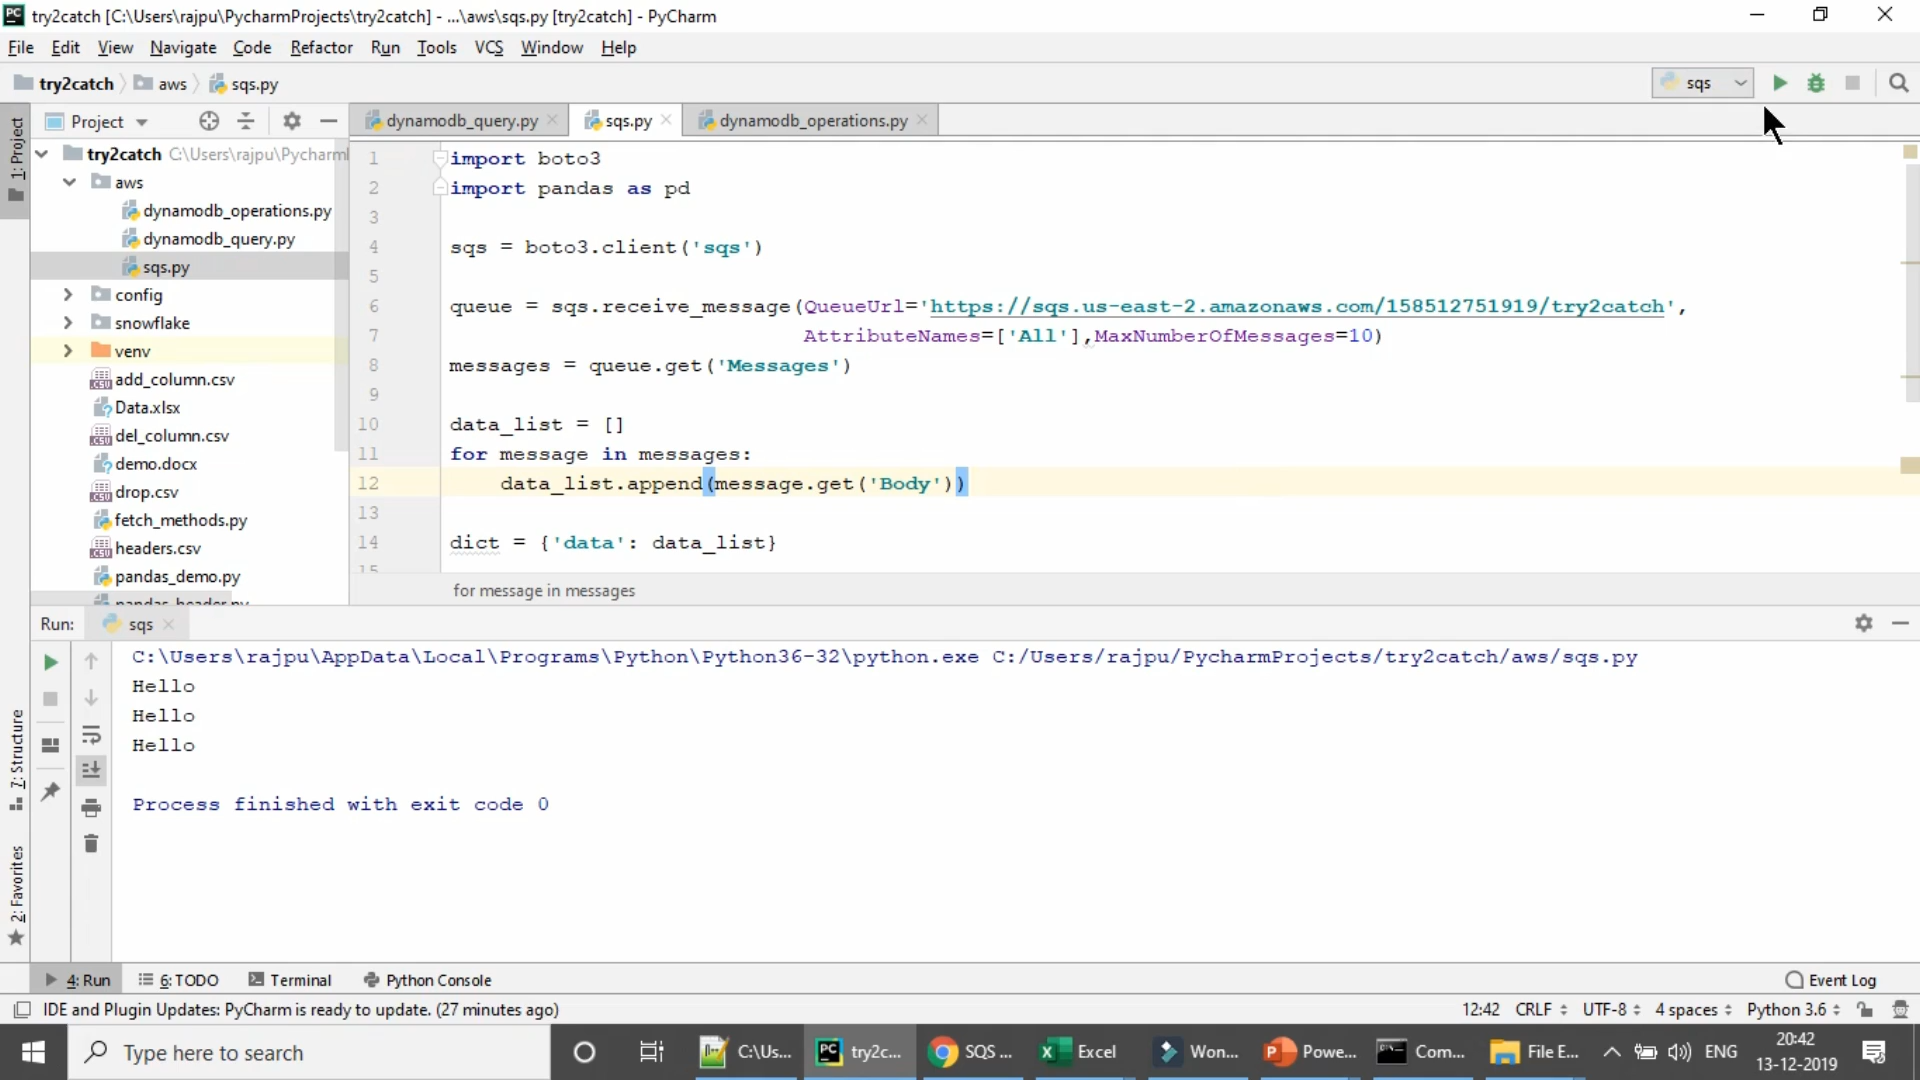 try2catch [C:\Users\rajpu\PycharmProjects\try2catch] - ...\aws\sqs.py [try2catch] - PyCharm
File Edit View Navigate Code Refactor Run Tools VCS Window Help
try2catch aws sqs.py sqs
1: Project
Project
dynamodb_query.py sqs.py dynamodb_operations.py
try2catch C:\Users\rajpu\Pycharml
aws
dynamodb_operations.py
dynamodb_query.py
sqs.py
config
snowflake
venv
add_column.csv
Data.xlsx
del_column.csv
demo.docx
drop.csv
fetch_methods.py
headers.csv
pandas_demo.py
pandas_header.py
1 import boto3
2 import pandas as pd
3
4 sqs = boto3.client('sqs')
5
6 queue = sqs.receive_message(QueueUrl='https://sqs.us-east-2.amazonaws.com/158512751919/try2catch',
7 AttributeNames=['All'],MaxNumberOfMessages=10)
8 messages = queue.get('Messages')
9
10 data_list = []
11 for message in messages:
12 data_list.append(message.get('Body'))
13
14 dict = {'data': data_list}
15
for message in messages
Run: sqs
C:\Users\rajpu\AppData\Local\Programs\Python\Python36-32\python.exe C:/Users/rajpu/PycharmProjects/try2catch/aws/sqs.py
Hello
Hello
Hello
Process finished with exit code 0
7: Structure
2: Favorites
4: Run 6: TODO Terminal Python Console Event Log
IDE and Plugin Updates: PyCharm is ready to update. (27 minutes ago) 12:42 CRLF UTF-8 4 spaces Python 3.6
Type here to search C:\Us... try2c... SQS ... Excel Won... Powe... Com... File E... ENG 20:42
13-12-2019